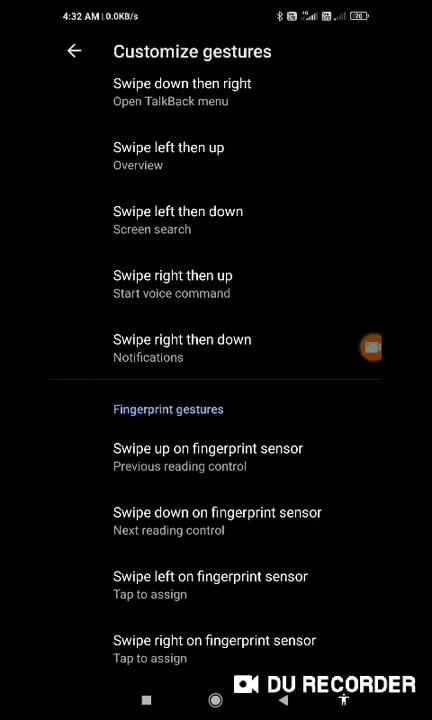 4:32 AM | 0.0KB/s
70
Customize gestures
Swipe down then right
Open TalkBack menu
Swipe left then up
Overview
Swipe left then down
Screen search
Swipe right then up
Start voice command
Swipe right then down
Notifications
Fingerprint gestures
Swipe up on fingerprint sensor
Previous reading control
Swipe down on fingerprint sensor
Next reading control
Swipe left on fingerprint sensor
Tap to assign
Swipe right on fingerprint sensor
Tap to assign
DU RECORDER